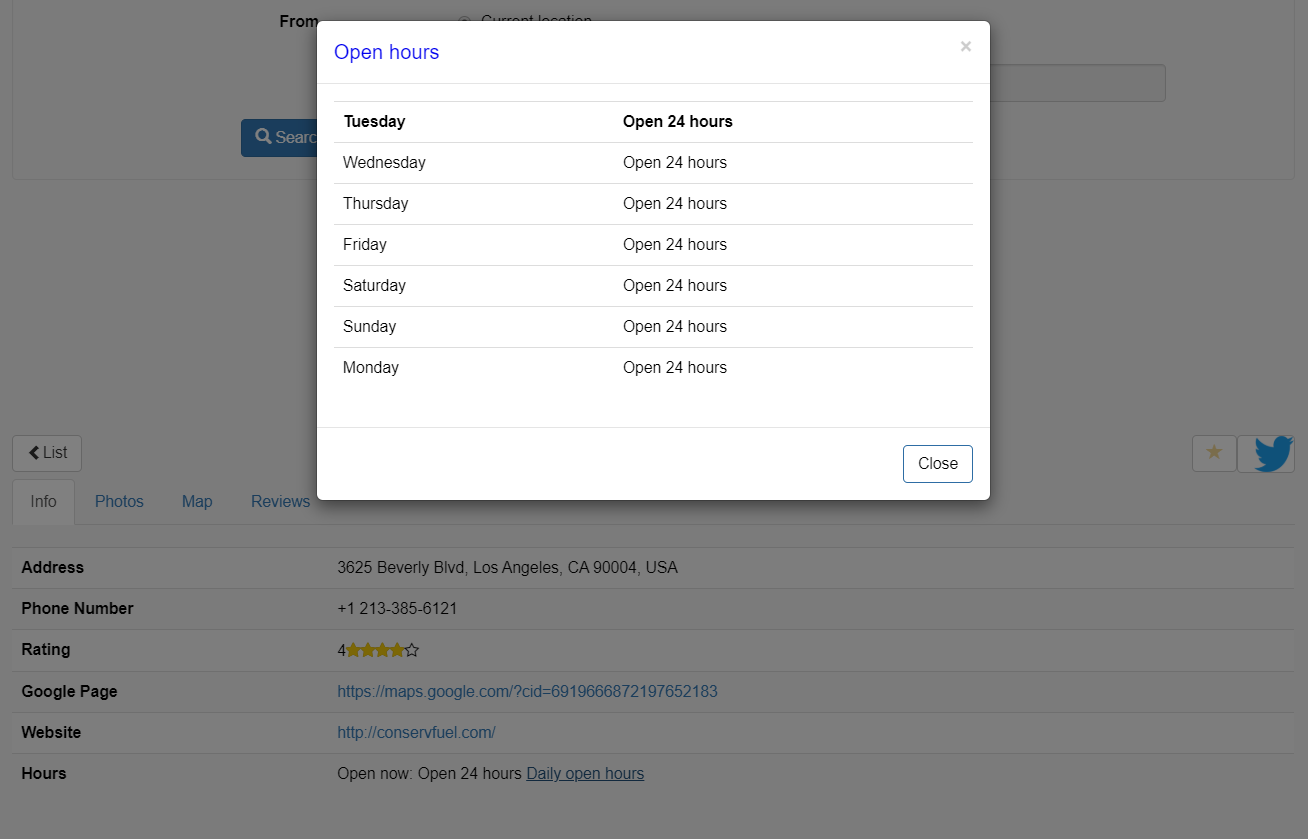 From
Current location
Open hours
×
Tuesday Open 24 hours
Wednesday Open 24 hours
Thursday Open 24 hours
Friday Open 24 hours
Saturday Open 24 hours
Sunday Open 24 hours
Monday Open 24 hours
Searc
Close
List
Info Photos Map Reviews
Address 3625 Beverly Blvd, Los Angeles, CA 90004, USA
Phone Number +1 213-385-6121
Rating 4
Google Page https://maps.google.com/?cid=6919666872197652183
Website http://conservfuel.com/
Hours Open now: Open 24 hours Daily open hours